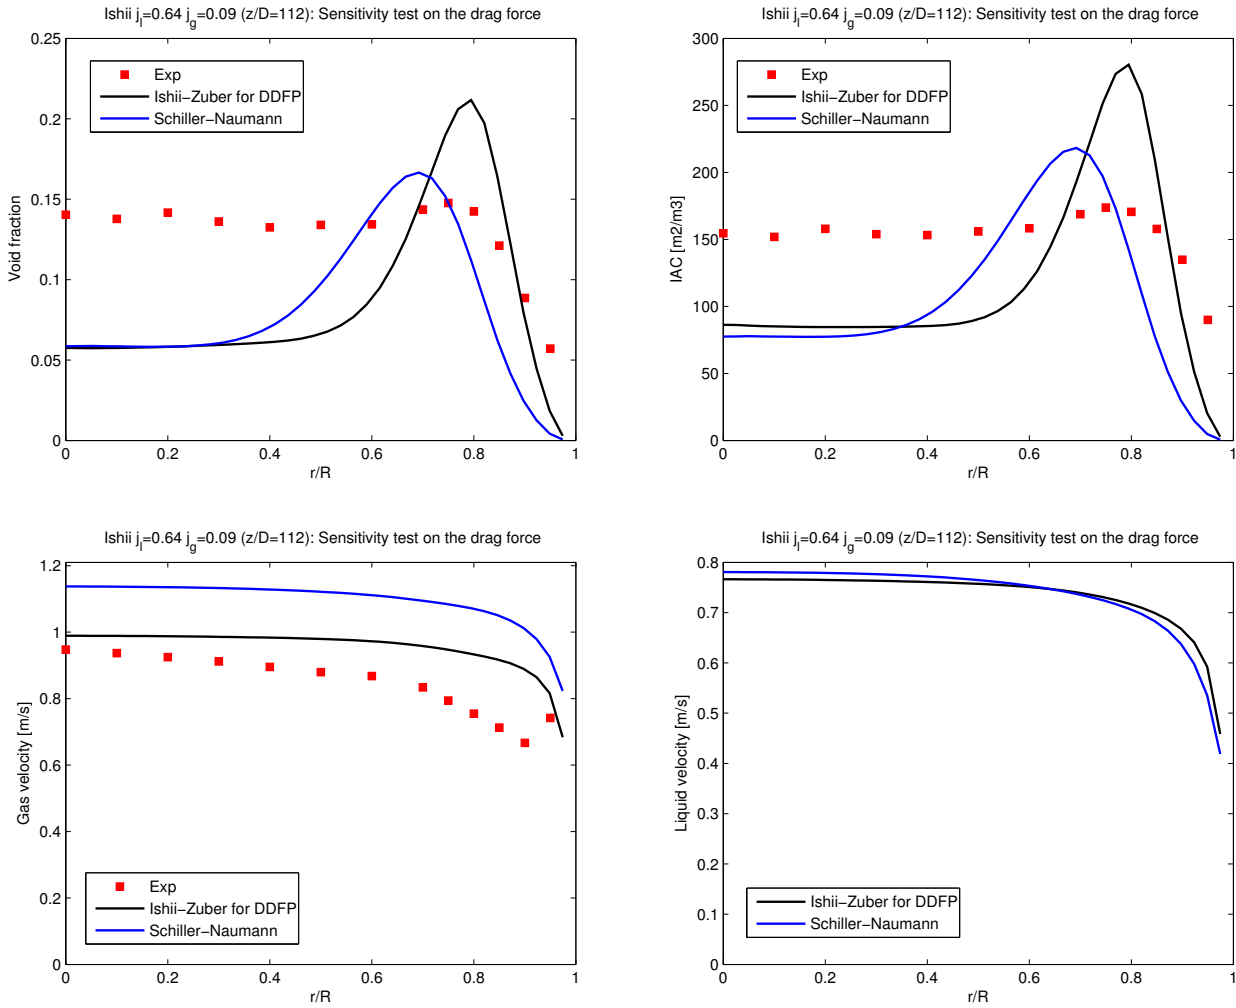 Ishii j_l=0.64 j_g=0.09 (z/D=112): Sensitivity test on the drag force
0.25
0.2
0.15
0.1
0.05
0
Void fraction
Exp
Ishii−Zuber for DDFP
Schiller−Naumann
0 0.2 0.4 0.6 0.8 1
r/R
Ishii j_l=0.64 j_g=0.09 (z/D=112): Sensitivity test on the drag force
300
250
200
150
100
50
0
IAC [m2/m3]
Exp
Ishii−Zuber for DDFP
Schiller−Naumann
0 0.2 0.4 0.6 0.8 1
r/R
Ishii j_l=0.64 j_g=0.09 (z/D=112): Sensitivity test on the drag force
1.2
1
0.8
0.6
0.4
0.2
0
Gas velocity [m/s]
Exp
Ishii−Zuber for DDFP
Schiller−Naumann
0 0.2 0.4 0.6 0.8 1
r/R
Ishii j_l=0.64 j_g=0.09 (z/D=112): Sensitivity test on the drag force
0.8
0.7
0.6
0.5
0.4
0.3
0.2
0.1
0
Liquid velocity [m/s]
Ishii−Zuber for DDFP
Schiller−Naumann
0 0.2 0.4 0.6 0.8 1
r/R